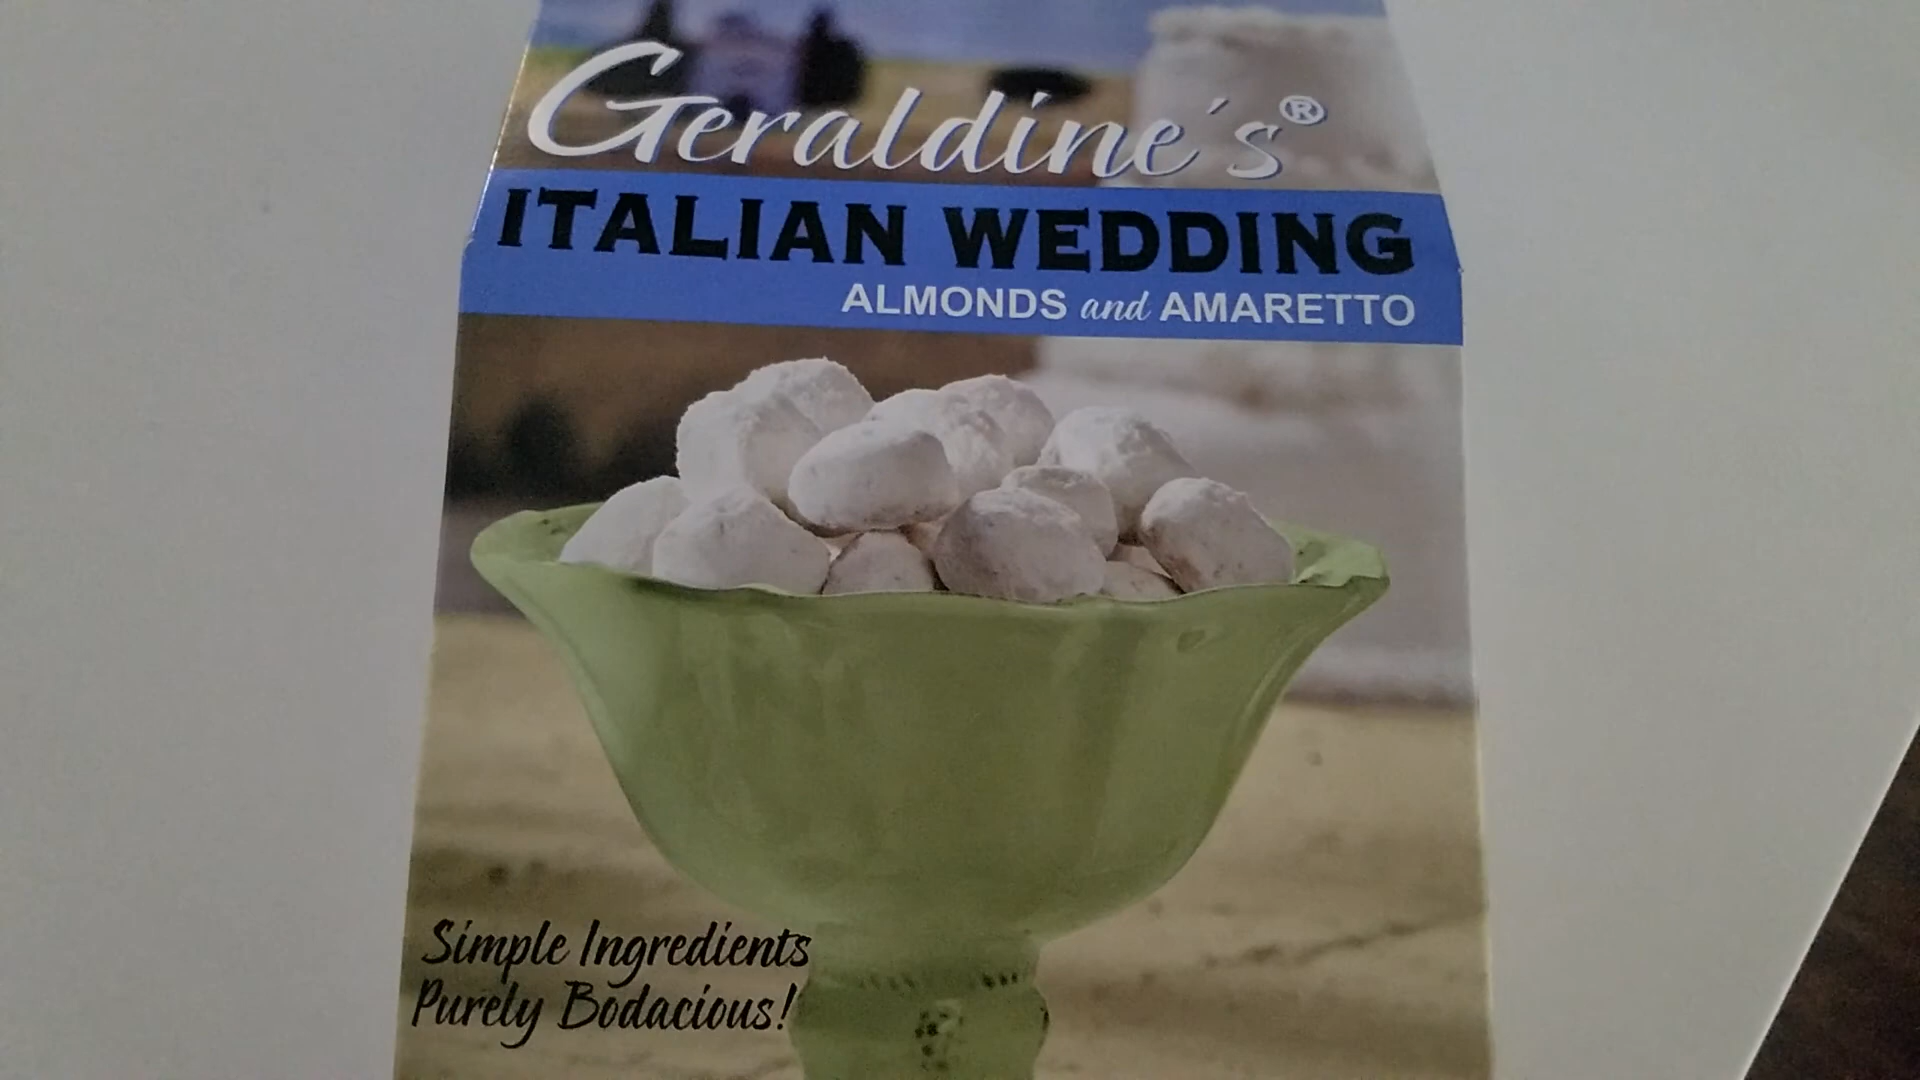 Geraldine's®
ITALIAN WEDDING
ALMONDS and AMARETTO
Simple Ingredients
Purely Bodacious!